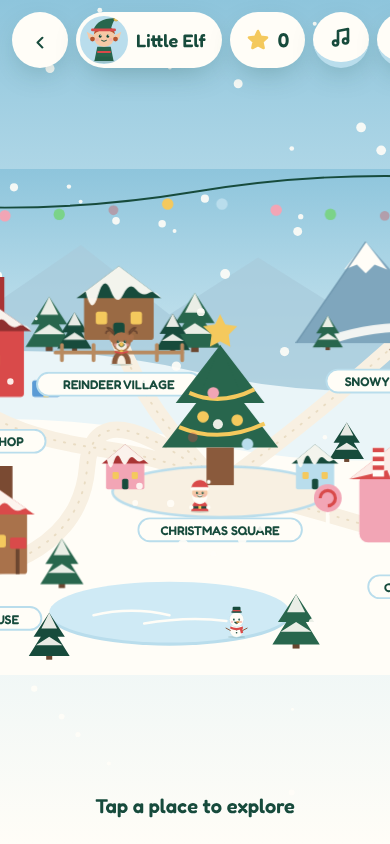 Little Elf
0
REINDEER VILLAGE
SNOWY
HOP
CHRISTMAS SQUARE
USE
Tap a place to explore